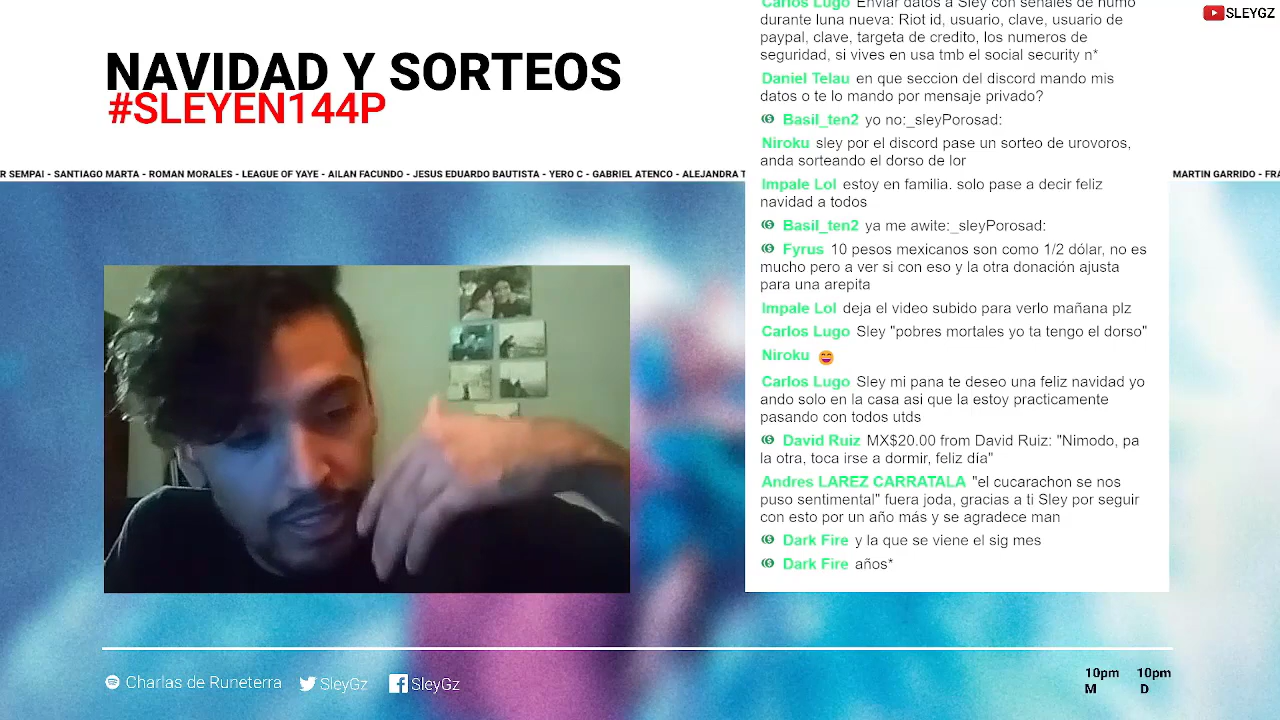 SLEYGZ
NAVIDAD Y SORTEOS
#SLEYEN144P
R SEMPAI - SANTIAGO MARTA - ROMAN MORALES - LEAGUE OF YAYE - AILAN FACUNDO - JESUS EDUARDO BAUTISTA - YERO C - GABRIEL ATENCO - ALEJANDRA T
MARTIN GARRIDO - FRA
Carlos Lugo Enviar datos a Sley con señales de humo
durante luna nueva: Riot id, usuario, clave, usuario de
paypal, clave, targeta de credito, los numeros de
seguridad, si vives en usa tmb el social security n*
Daniel Telau en que seccion del discord mando mis
datos o te lo mando por mensaje privado?
Basil_ten2 yo no:_sleyPorosad:
Niroku sley por el discord pase un sorteo de urovoros,
anda sorteando el dorso de lor
Impale Lol estoy en família. solo pase a decir feliz
navidad a todos
Basil_ten2 ya me awite:_sleyPorosad:
Fyrus 10 pesos mexicanos son como 1/2 dólar, no es
mucho pero a ver si con eso y la otra donación ajusta
para una arepita
Impale Lol deja el video subido para verlo mañana plz
Carlos Lugo Sley "pobres mortales yo ta tengo el dorso"
Niroku
Carlos Lugo Sley mi pana te deseo una feliz navidad yo
ando solo en la casa asi que la estoy practicamente
pasando con todos utds
David Ruiz MX$20.00 from David Ruiz: "Nimodo, pa
la otra, toca irse a dormir, feliz día"
Andres LAREZ CARRATALA "el cucarachon se nos
puso sentimental" fuera joda, gracias a ti Sley por seguir
con esto por un año más y se agradece man
Dark Fire y la que se viene el sig mes
Dark Fire años*
Charlas de Runeterra SleyGz SleyGz
10pm 10pm
M D